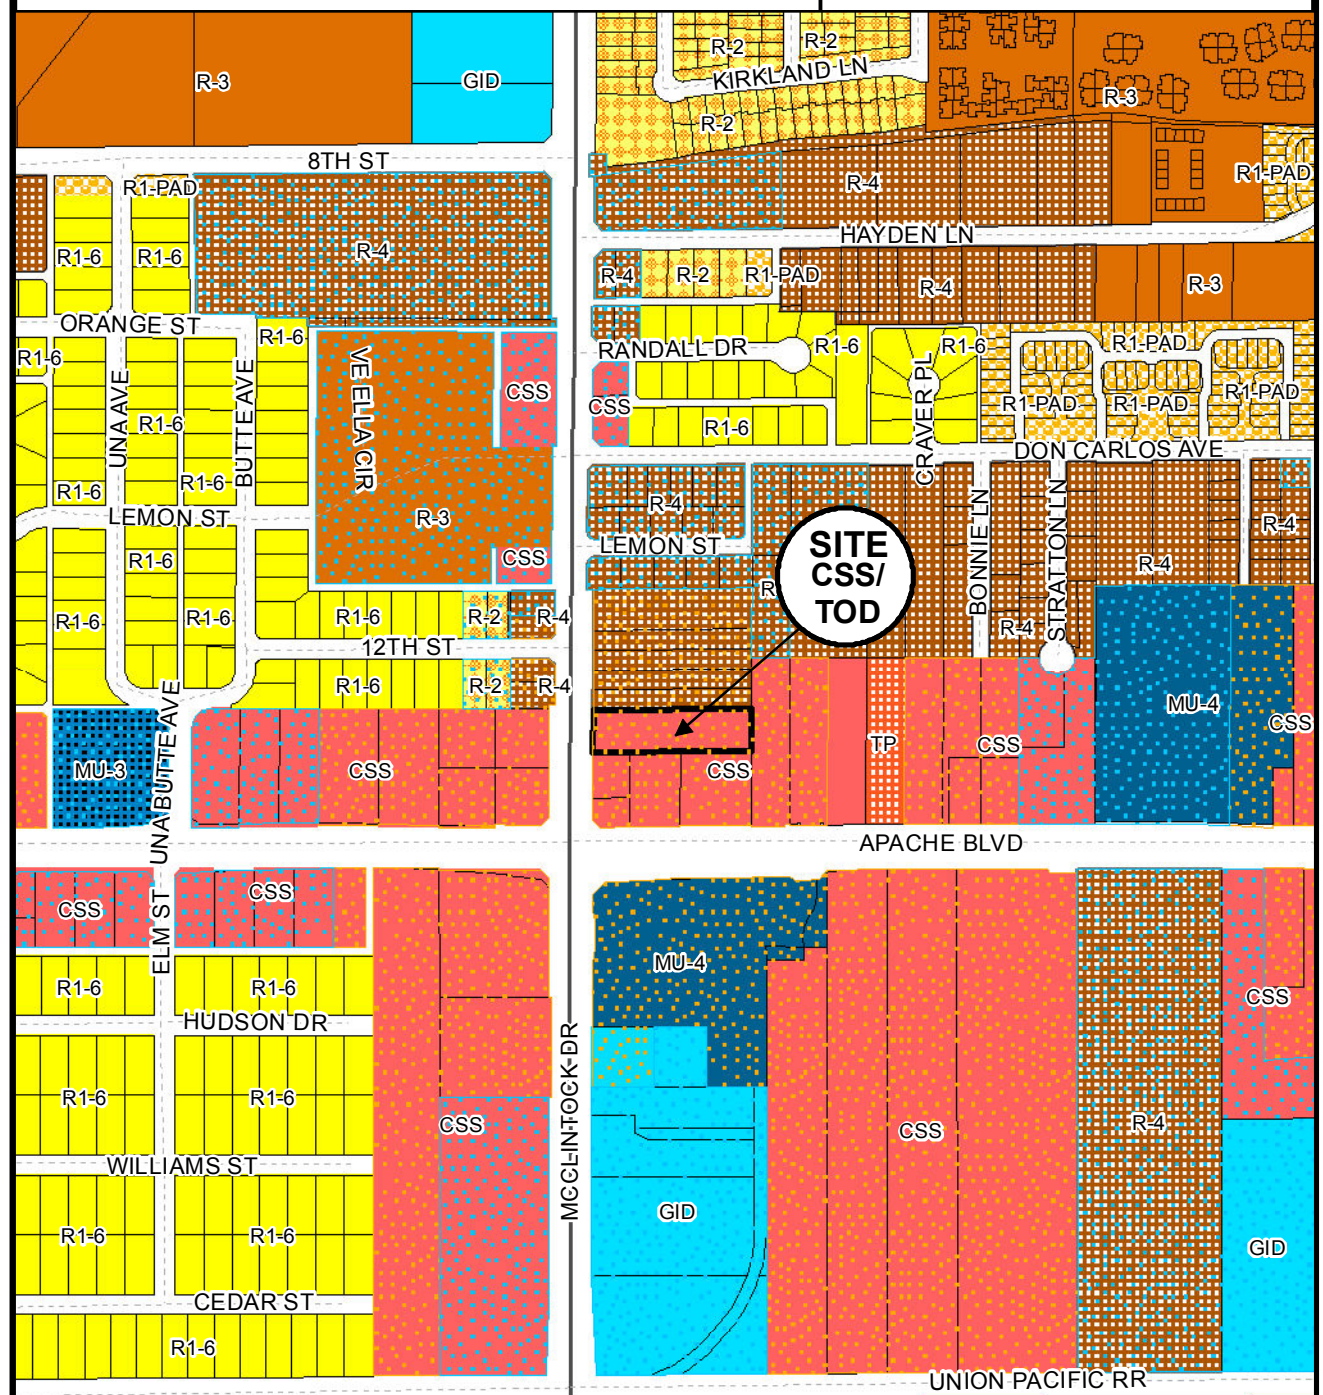 R-2
R-2
KIRKLAND LN
R-3
GID
R-3
R-2
8TH ST
R1-PAD
R-4
R1-PAD
R1-6
R1-6
R-4
HAYDEN LN
R-4
R-2
R1-PAD
R-4
R-3
ORANGE ST
R1-6
R1-6
RANDALL DR
R1-6
R1-6
R1-PAD
UNA AVE
BUTTE AVE
VE ELIA CIR
CSS
CSS
CRAVER PL
R1-PAD
R1-PAD
R1-PAD
R1-6
R1-6
DON CARLOS AVE
R1-6
R1-6
LEMON ST
R-3
R-4
LEMON ST
SITE
CSS/
TOD
R
BONNIE LN
STRATTON LN
R-4
R-4
R1-6
CSS
R1-6
R1-6
R1-6
R-2
R-4
R-4
12TH ST
R1-6
R-2
R-4
UNA BUTTE AVE
MU-4
CSS
MU-3
CSS
CSS
TP
CSS
APACHE BLVD
CSS
CSS
ELM ST
MU-4
R1-6
R1-6
CSS
HUDSON DR
MCCLINTOCK DR
R1-6
R1-6
CSS
CSS
R-4
WILLIAMS ST
R1-6
R1-6
GID
GID
CEDAR ST
R1-6
UNION PACIFIC RR